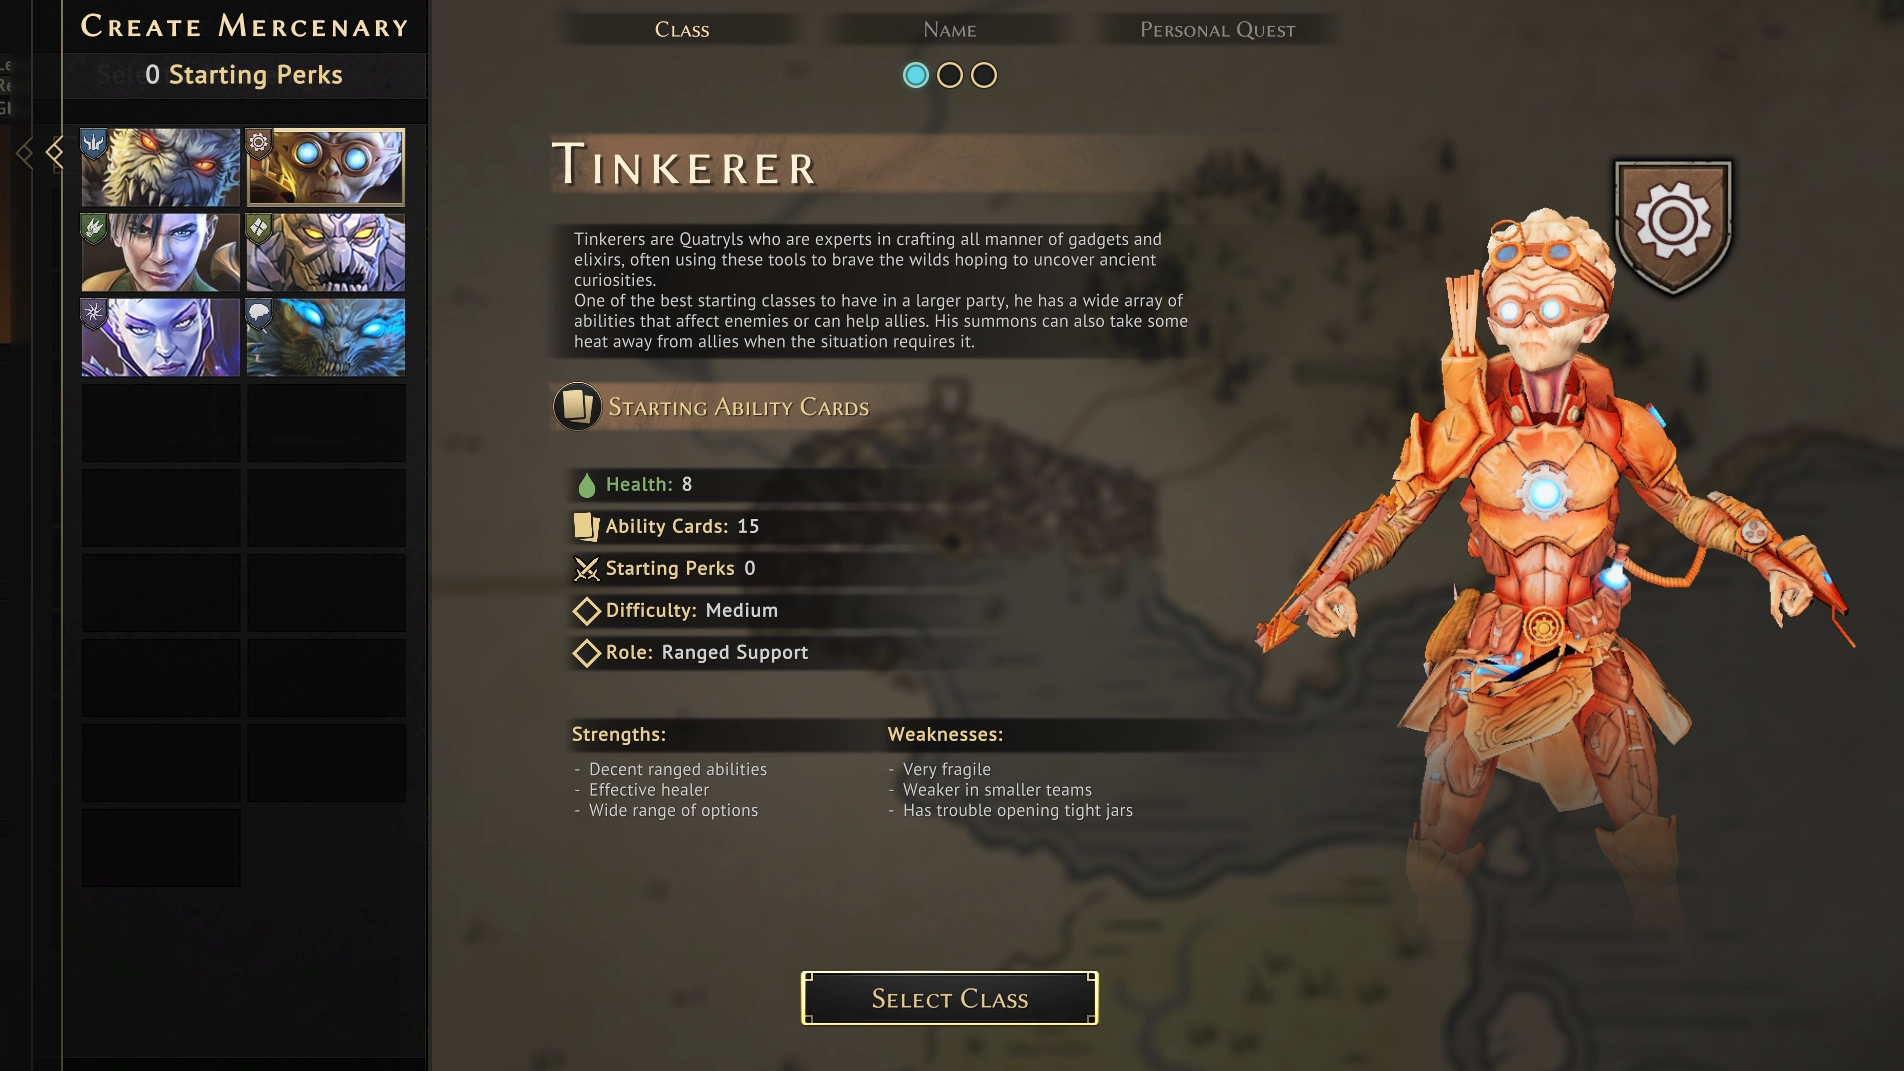 Create Mercenary
0 Starting Perks
Class
Name
Personal Quest
Tinkerer
Tinkerers are Quatryls who are experts in crafting all manner of gadgets and
elixirs, often using these tools to brave the wilds hoping to uncover ancient
curiosities.
One of the best starting classes to have in a larger party, he has a wide array of
abilities that affect enemies or can help allies. His summons can also take some
heat away from allies when the situation requires it.
Starting Ability Cards
Health: 8
Ability Cards: 15
Starting Perks 0
Difficulty: Medium
Role: Ranged Support
Strengths:
- Decent ranged abilities
- Effective healer
- Wide range of options
Weaknesses:
- Very fragile
- Weaker in smaller teams
- Has trouble opening tight jars
Select Class